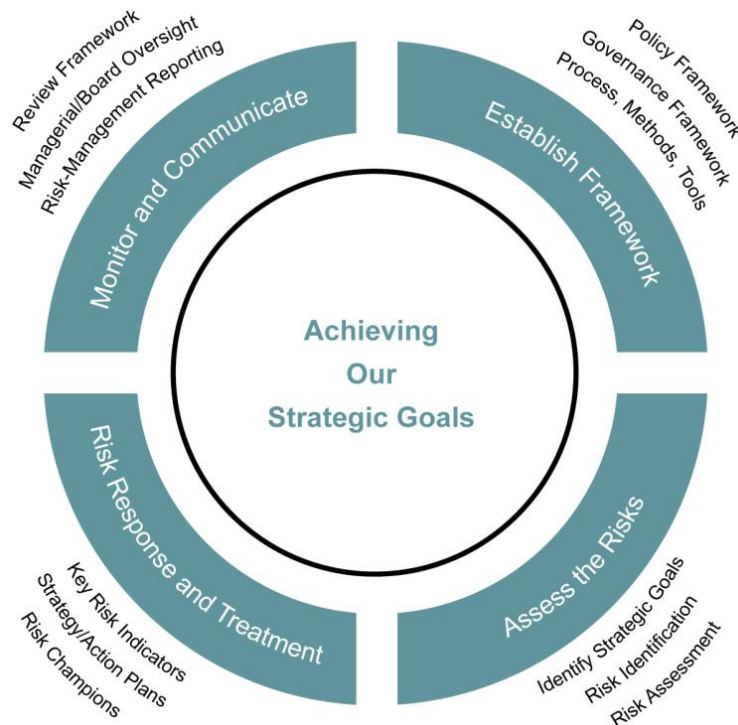 Review Framework
Managerial/Board Oversight
Risk-Management Reporting
Monitor and Communicate
Policy Framework
Governance Framework
Process, Methods, Tools
Establish Framework
Achieving
Our
Strategic Goals
Risk Response and Treatment
Key Risk Indicators
Strategy/Action Plans
Risk Champions
Assess the Risks
Identify Strategic Goals
Risk Identification
Risk Assessment